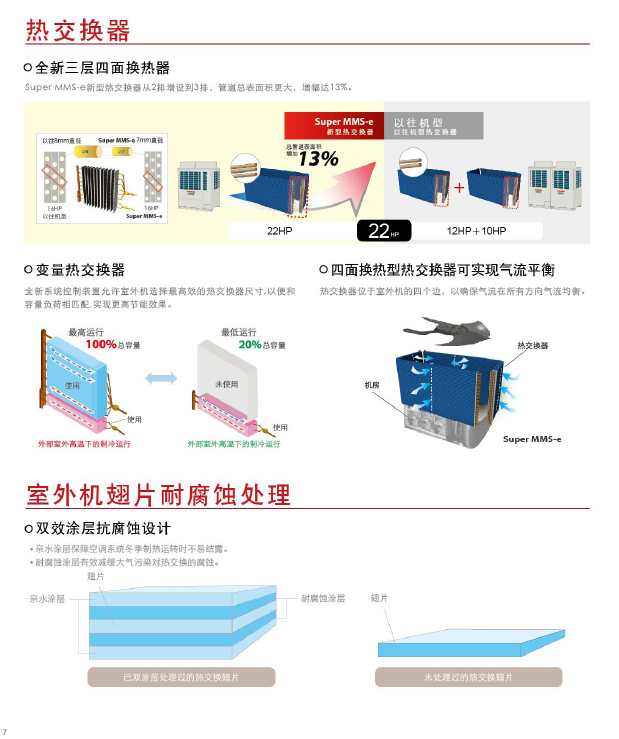 热交换器
全新三层四面换热器
Super MMS-e新型热交换器从2排增设到3排，管道总表面积更大，增幅达13%。
Super MMS-e
新型热交换器
以往机型
以往机型热交换器
以往8mm直径
Super MMS-e 7mm直径
16HP
以往机型
16HP
Super MMS-e
总管道表面积
增加13%
22HP
22HP
12HP+10HP
变量热交换器
全新系统控制装置允许室外机选择最高效的热交换器尺寸,以便和
容量负荷相匹配,实现更高节能效果。
最高运行
100%总容量
使用
使用
外部室外高温下的制冷运行
最低运行
20%总容量
未使用
使用
外部室外高温下的制冷运行
四面换热型热交换器可实现气流平衡
热交换器位于室外机的四个边，以确保气流在所有方向气流均衡。
热交换器
机房
Super MMS-e
室外机翅片耐腐蚀处理
双效涂层抗腐蚀设计
• 亲水涂层保障空调系统冬季制热运转时不易结露。
• 耐腐蚀涂层有效减缓大气污染对热交换的腐蚀。
翅片
亲水涂层
耐腐蚀涂层
已双涂层处理过的热交换翅片
翅片
未处理过的热交换翅片
7